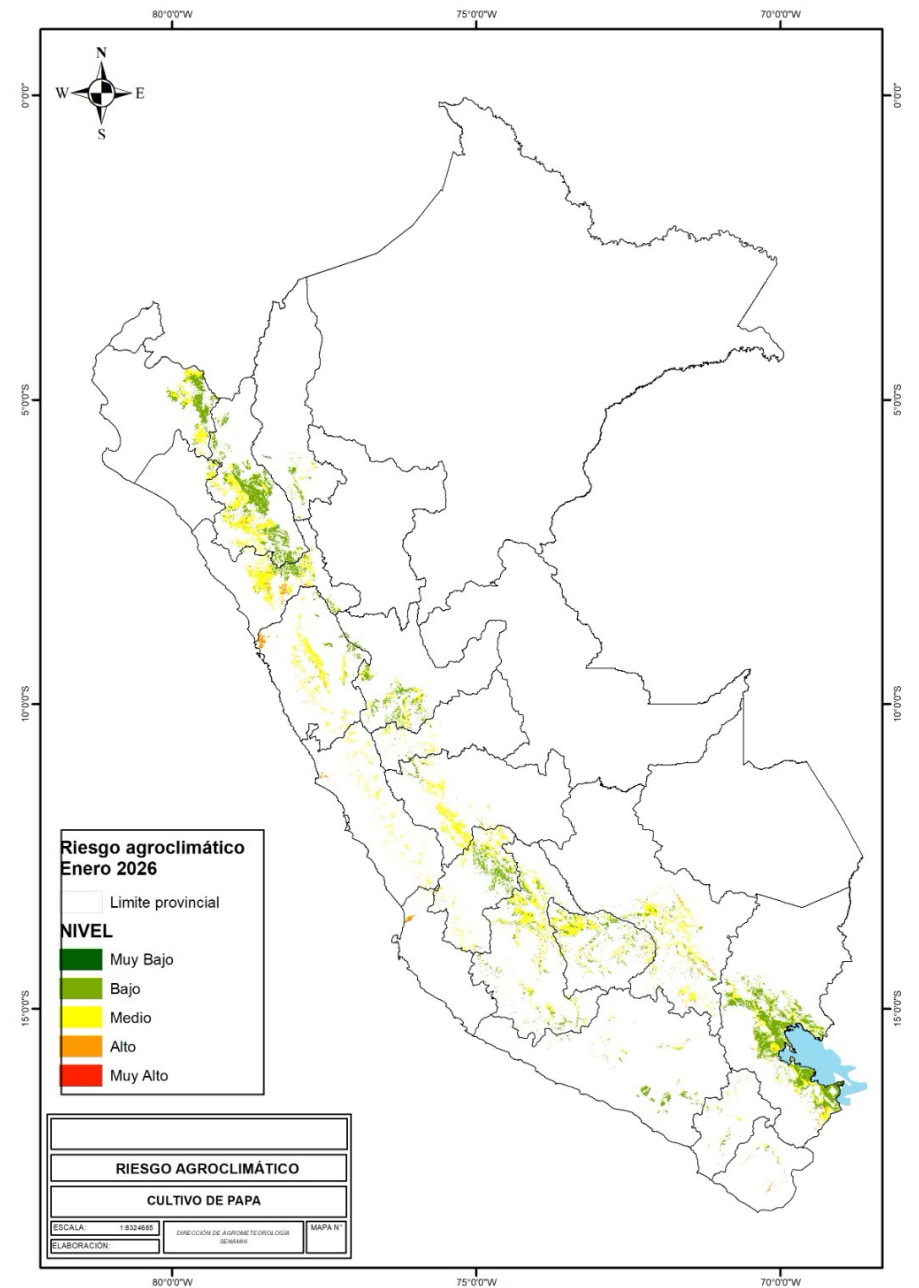 80°0'0"W 75°0'0"W 70°0'0"W
N
W E
S
0°0'0" 0°0'0"
5°0'0"S 5°0'0"S
10°0'0"S 10°0'0"S
15°0'0"S 15°0'0"S
Riesgo agroclimático
Enero 2026
Limite provincial
NIVEL
Muy Bajo
Bajo
Medio
Alto
Muy Alto
RIESGO AGROCLIMÁTICO
CULTIVO DE PAPA
ESCALA: 1:8324685
ELABORACIÓN:
DIRECCIÓN DE AGROMETEOROLOGÍA
SENAMHI
MAPA N°
80°0'0"W 75°0'0"W 70°0'0"W